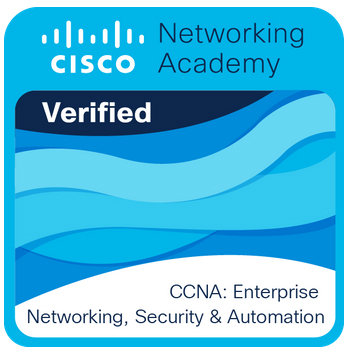 CISCO
Networking
Academy
Verified
CCNA: Enterprise
Networking, Security & Automation